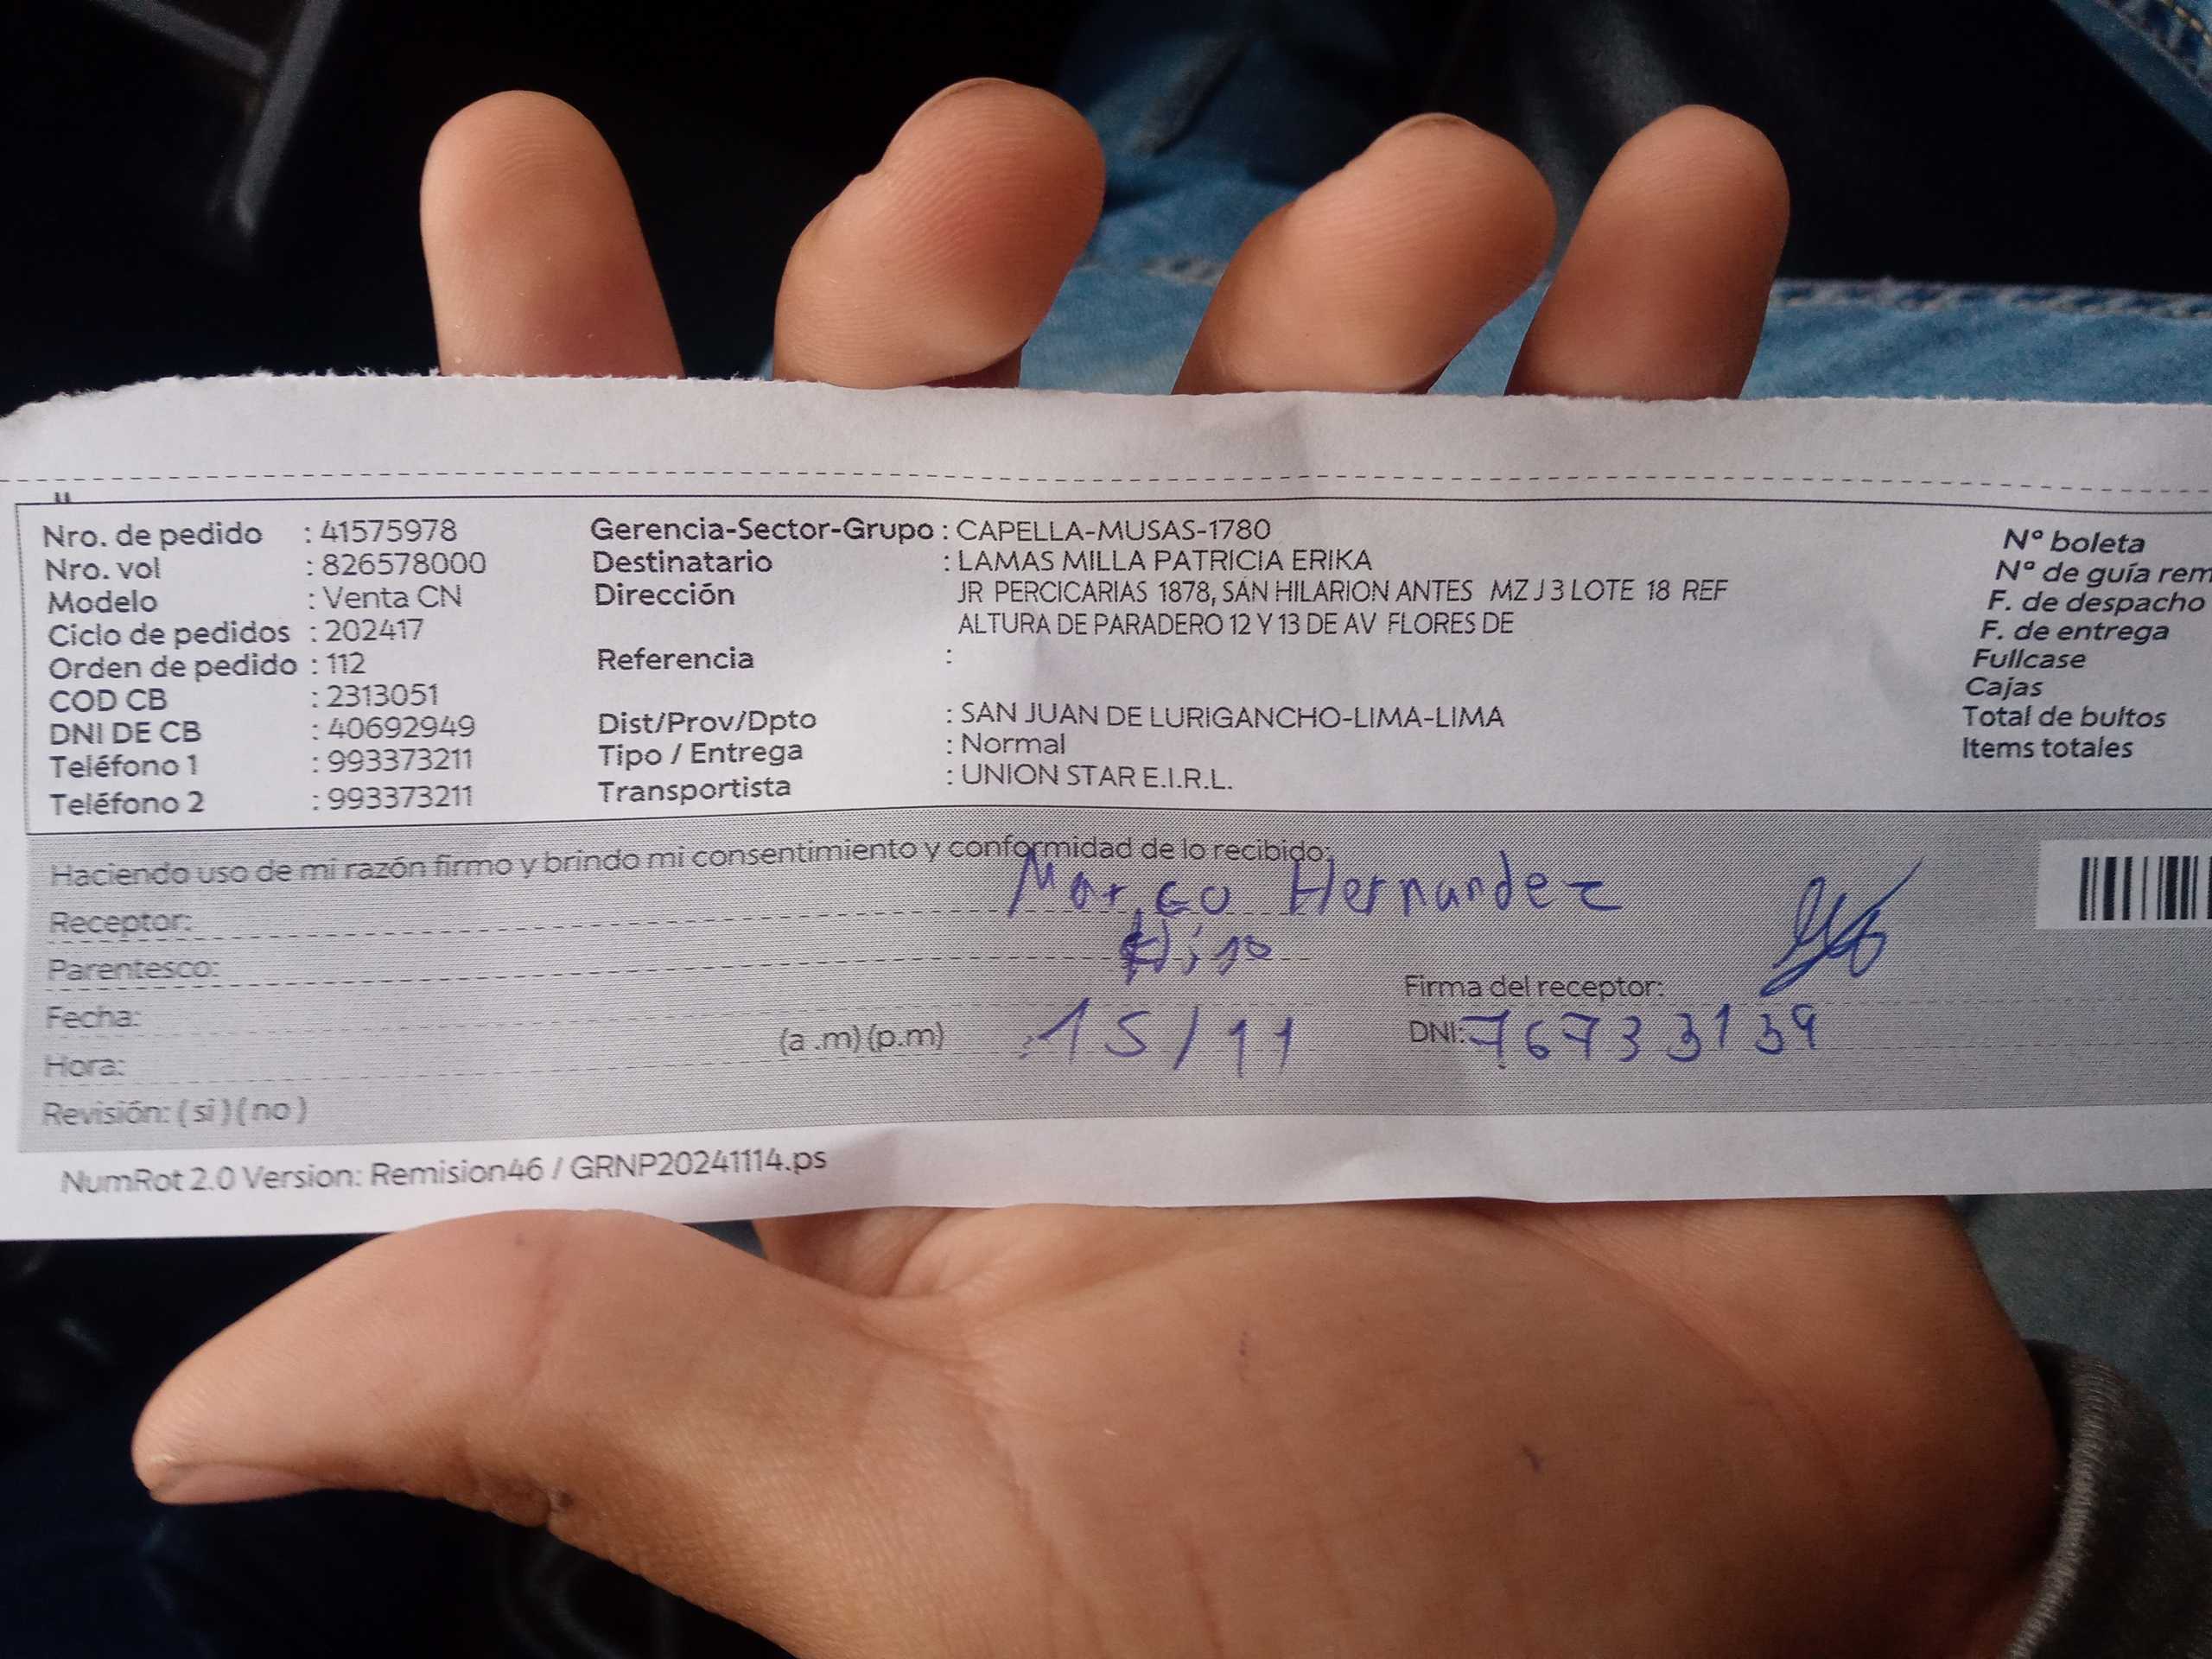 Nro. de pedido : 41575978
Nro. vol : 826578000
Modelo : Venta CN
Ciclo de pedidos : 202417
Orden de pedido : 112
COD CB : 2313051
DNI DE CB : 40692949
Teléfono 1 : 993373211
Teléfono 2 : 993373211
Gerencia-Sector-Grupo : CAPELLA-MUSAS-1780
Destinatario : LAMAS MILLA PATRICIA ERIKA
Dirección JR PERCICARIAS 1878, SAN HILARION ANTES MZ J 3 LOTE 18 REF
ALTURA DE PARADERO 12 Y 13 DE AV FLORES DE
Referencia :
Dist/Prov/Dpto : SAN JUAN DE LURIGANCHO-LIMA-LIMA
Tipo / Entrega : Normal
Transportista : UNION STAR E.I.R.L.
Nº boleta
Nº de guía rem
F. de despacho
F. de entrega
Fullcase
Cajas
Total de bultos
Items totales
Haciendo uso de mi razón firmo y brindo mi consentimiento y conformidad de lo recibido:
Receptor: Marco Hernandez
Parentesco: Hijo
Fecha: 15/11
Hora: (a .m) (p.m)
Revisión: ( si ) ( no )
Firma del receptor:
DNI: 76733139
NumRot 2.0 Version: Remision46 / GRNP20241114.ps